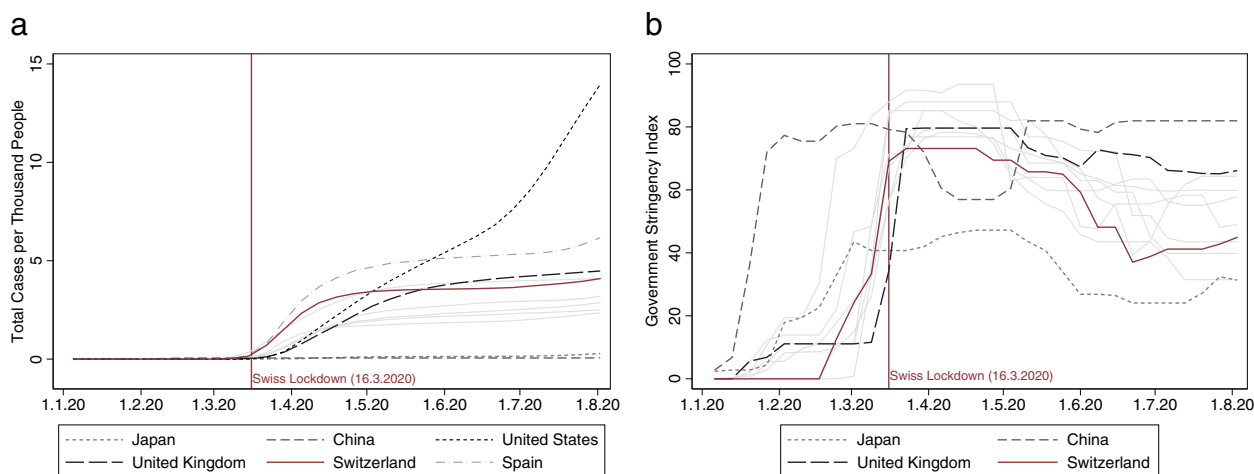 a
Total Cases per Thousand People
15
10
5
0
Swiss Lockdown (16.3.2020)
1.1.20 1.2.20 1.3.20 1.4.20 1.5.20 1.6.20 1.7.20 1.8.20
Japan China United States
United Kingdom Switzerland Spain
b
Government Stringency Index
100
80
60
40
20
0
Swiss Lockdown (16.3.2020)
1.1.20 1.2.20 1.3.20 1.4.20 1.5.20 1.6.20 1.7.20 1.8.20
Japan China
United Kingdom Switzerland